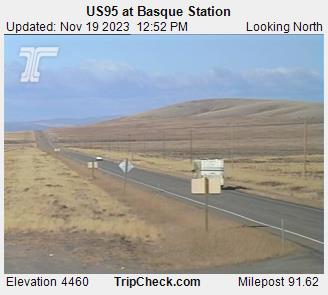 US95 at Basque Station
Updated: Nov 19 2023 12:52 PM Looking North
Elevation 4460 TripCheck.com Milepost 91.62